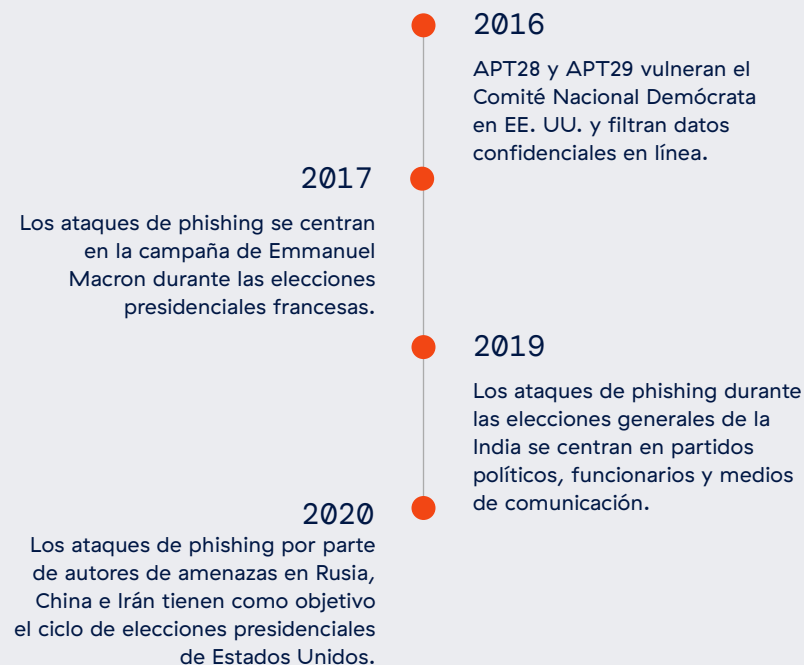 2016
APT28 y APT29 vulneran el
Comité Nacional Demócrata
en EE. UU. y filtran datos
confidenciales en línea.
2017
Los ataques de phishing se centran
en la campaña de Emmanuel
Macron durante las elecciones
presidenciales francesas.
2019
Los ataques de phishing durante
las elecciones generales de la
India se centran en partidos
políticos, funcionarios y medios
de comunicación.
2020
Los ataques de phishing por parte
de autores de amenazas en Rusia,
China e Irán tienen como objetivo
el ciclo de elecciones presidenciales
de Estados Unidos.